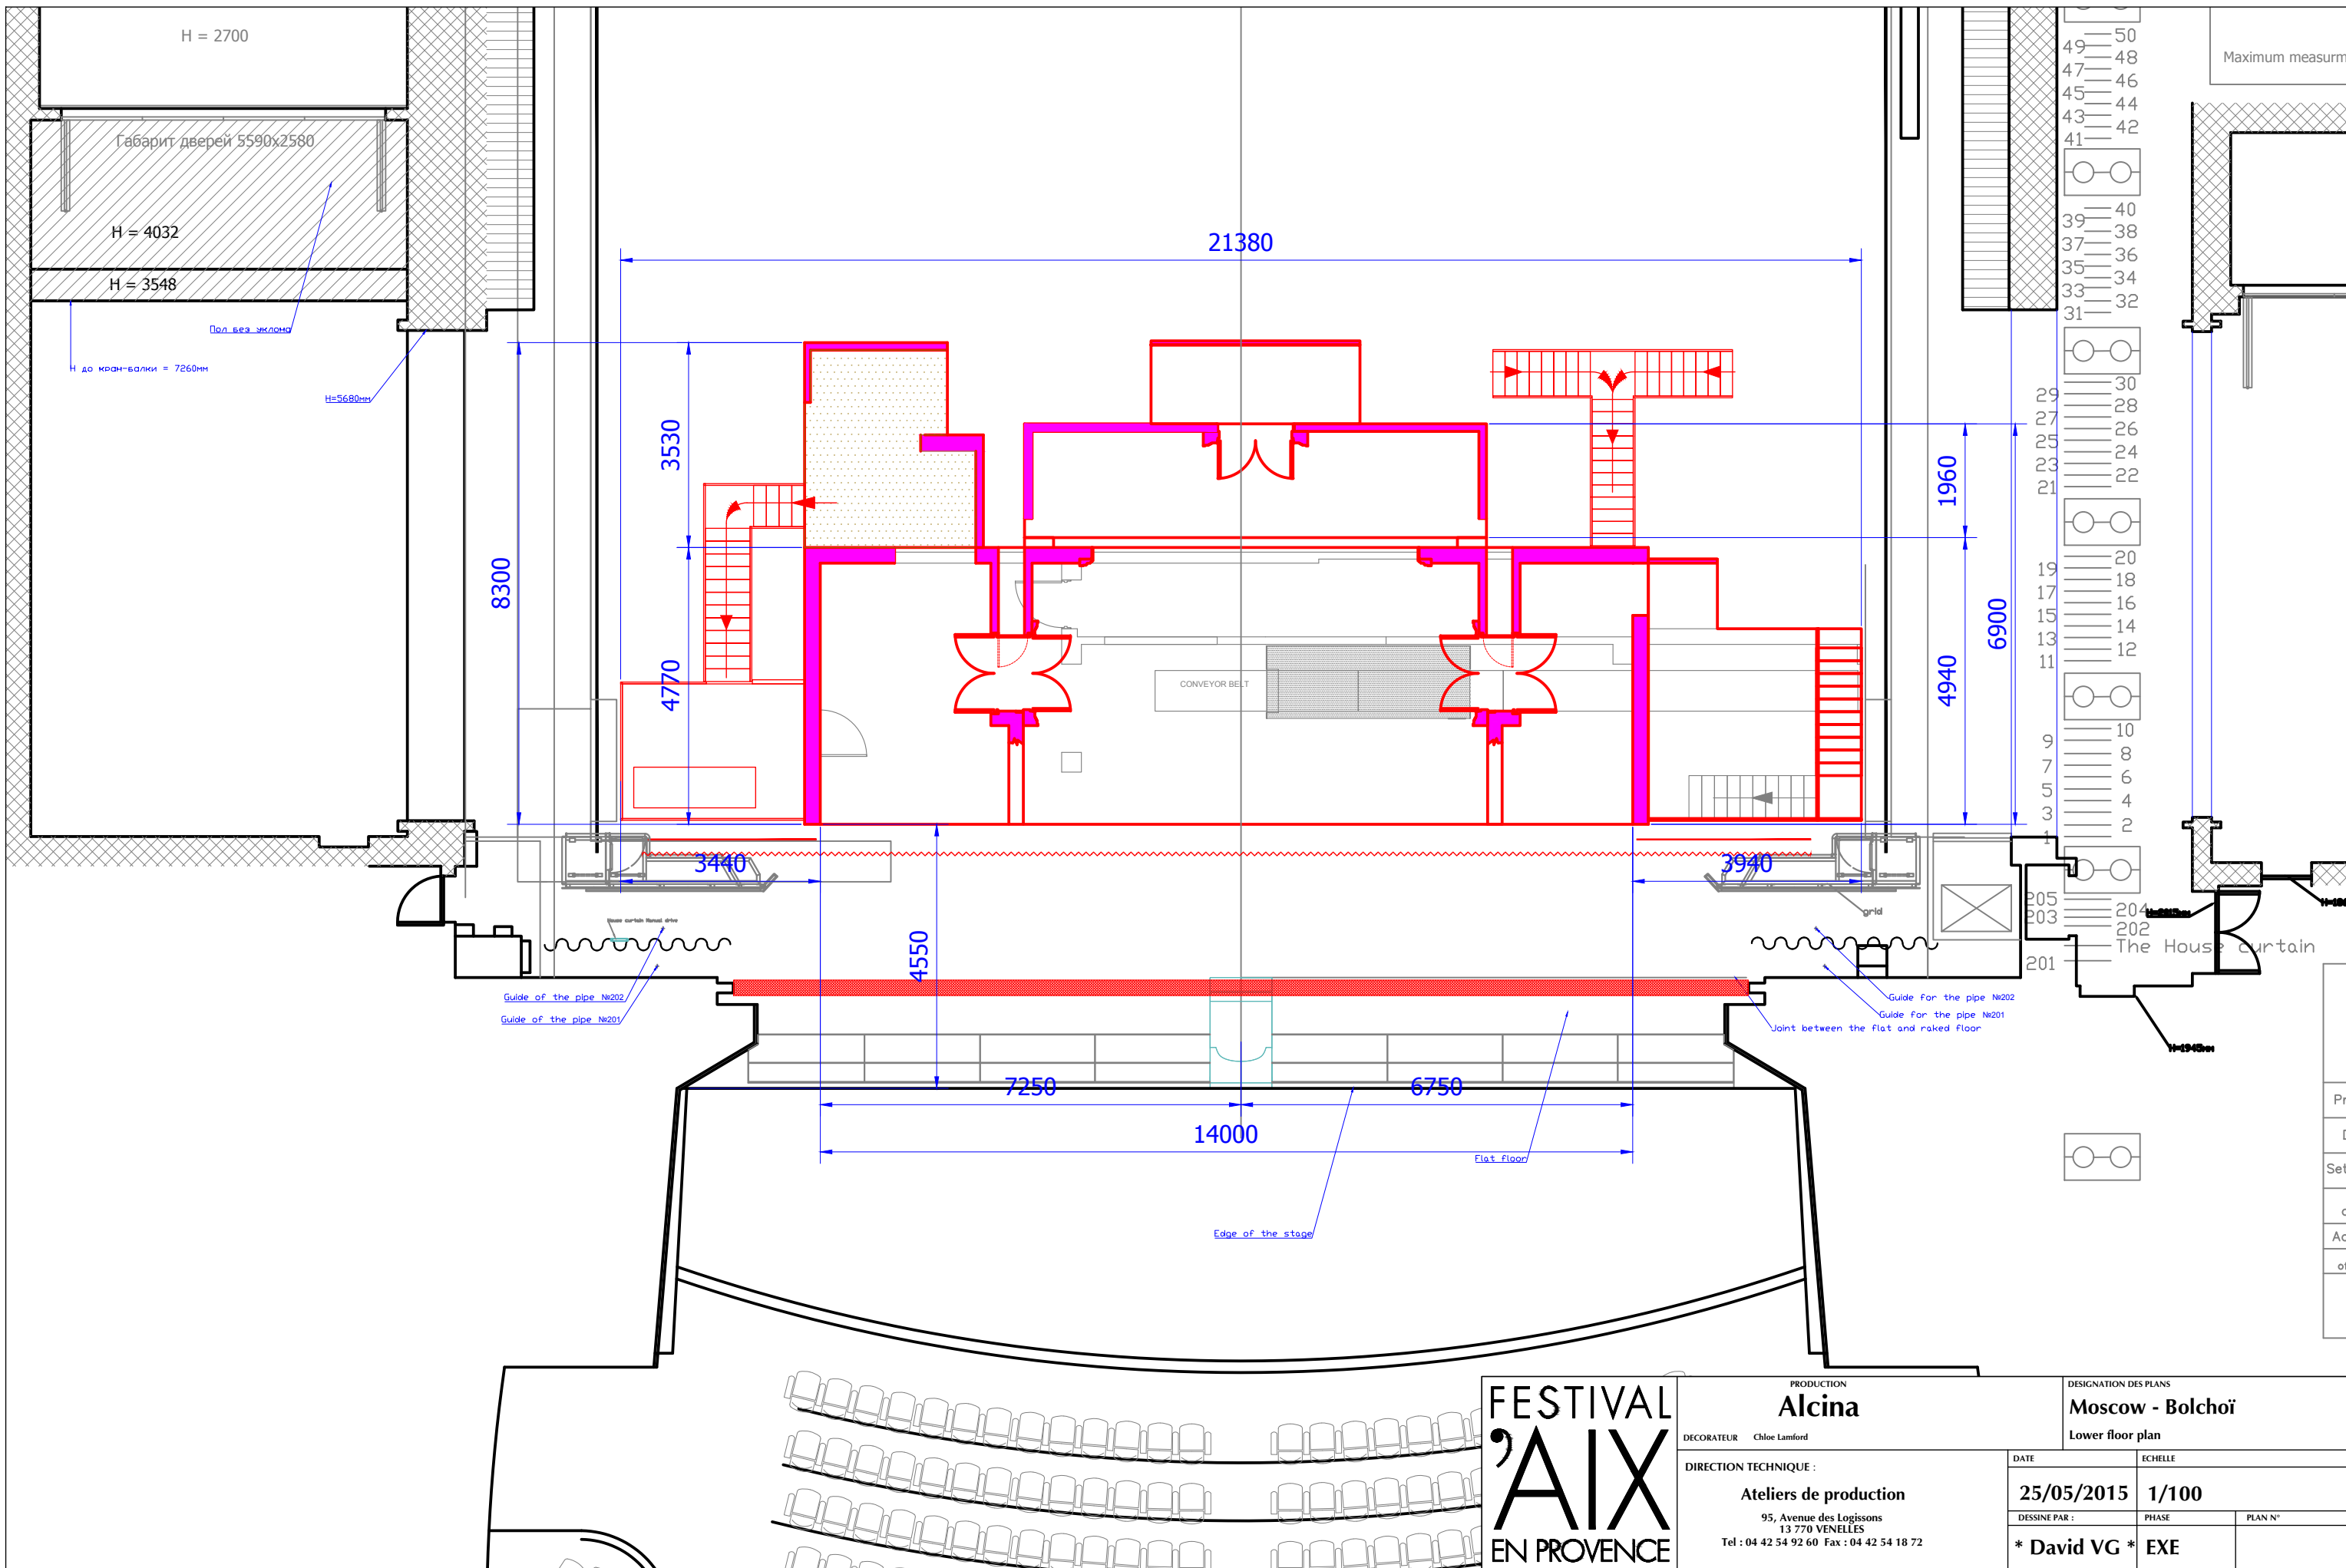 H = 2700
Габарит дверей 5590x2580
H = 4032
H = 3548
Пол без уклона
H до кран-балки = 7260мм
H=5680мм
21380
3530
8300
4770
1960
6900
4940
CONVEYOR BELT
3440
3940
4550
House curtain Manual drive
grid
Guide of the pipe №202
Guide of the pipe №201
Guide for the pipe №202
Guide for the pipe №201
Joint between the flat and raked floor
7250
6750
14000
Flat floor
Edge of the stage
50
49
48
47
46
45
44
43
42
41
40
39
38
37
36
35
34
33
32
31
30
29
28
27
26
25
24
23
22
21
20
19
18
17
16
15
14
13
12
11
10
9
8
7
6
5
4
3
2
1
205
204
203
202
The House curtain
201
Maximum measurm
H=1945мм
FESTIVAL
D'AIX
EN PROVENCE
PRODUCTION
Alcina
DECORATEUR Chloe Lamford
DESIGNATION DES PLANS
Moscow - Bolchoï
Lower floor plan
DIRECTION TECHNIQUE :
Ateliers de production
95, Avenue des Logissons
13 770 VENELLES
Tel : 04 42 54 92 60 Fax : 04 42 54 18 72
DATE
25/05/2015
ECHELLE
1/100
DESSINE PAR :
* David VG *
PHASE
EXE
PLAN N°